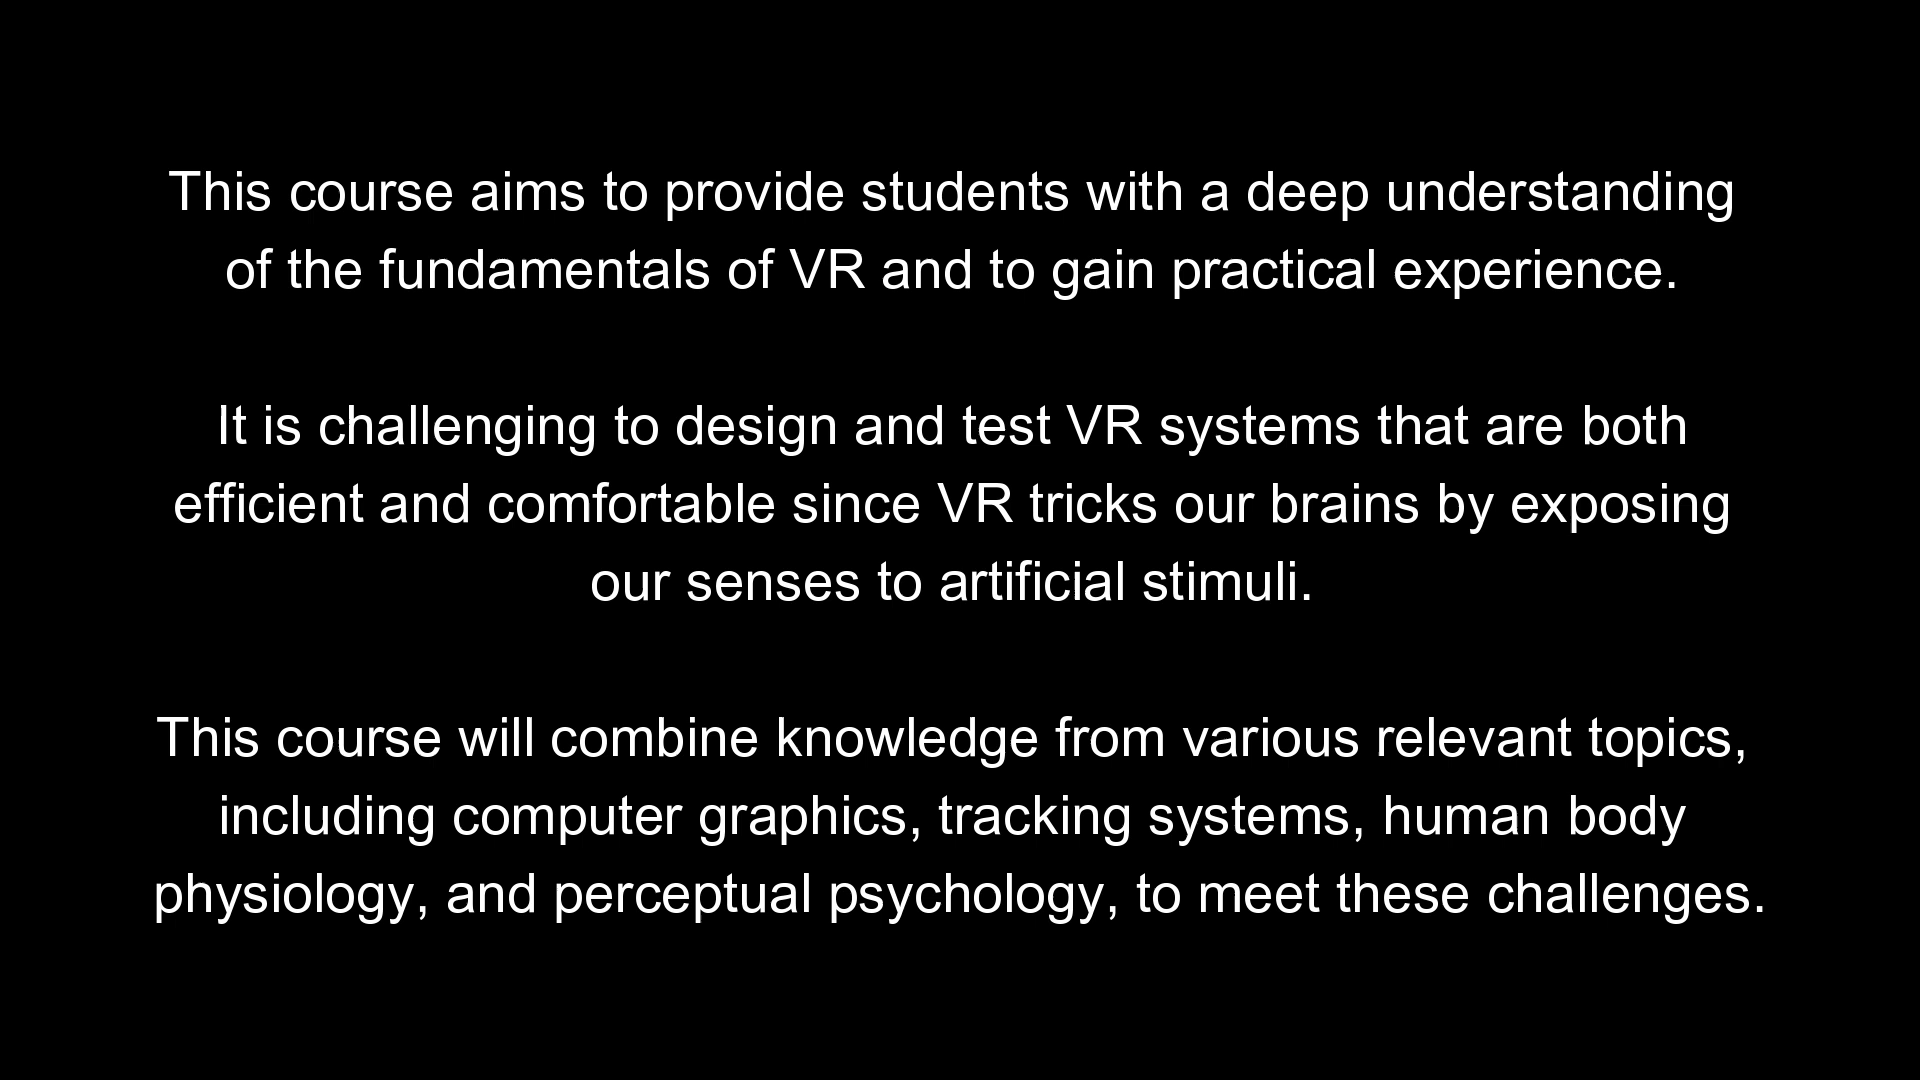 This course aims to provide students with a deep understanding
of the fundamentals of VR and to gain practical experience.
It is challenging to design and test VR systems that are both
efficient and comfortable since VR tricks our brains by exposing
our senses to artificial stimuli.
This course will combine knowledge from various relevant topics,
including computer graphics, tracking systems, human body
physiology, and perceptual psychology, to meet these challenges.